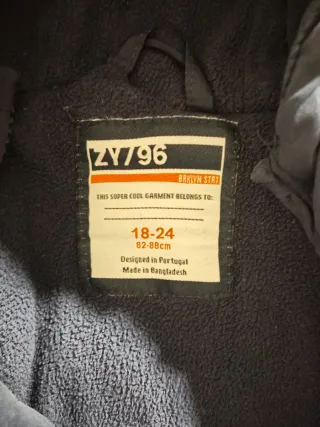 ZY/96
BRKLYN STRT
THIS SUPER COOL GARMENT BELONGS TO:
18-24
82-88cm
Designed in Portugal
Made in Bangladesh